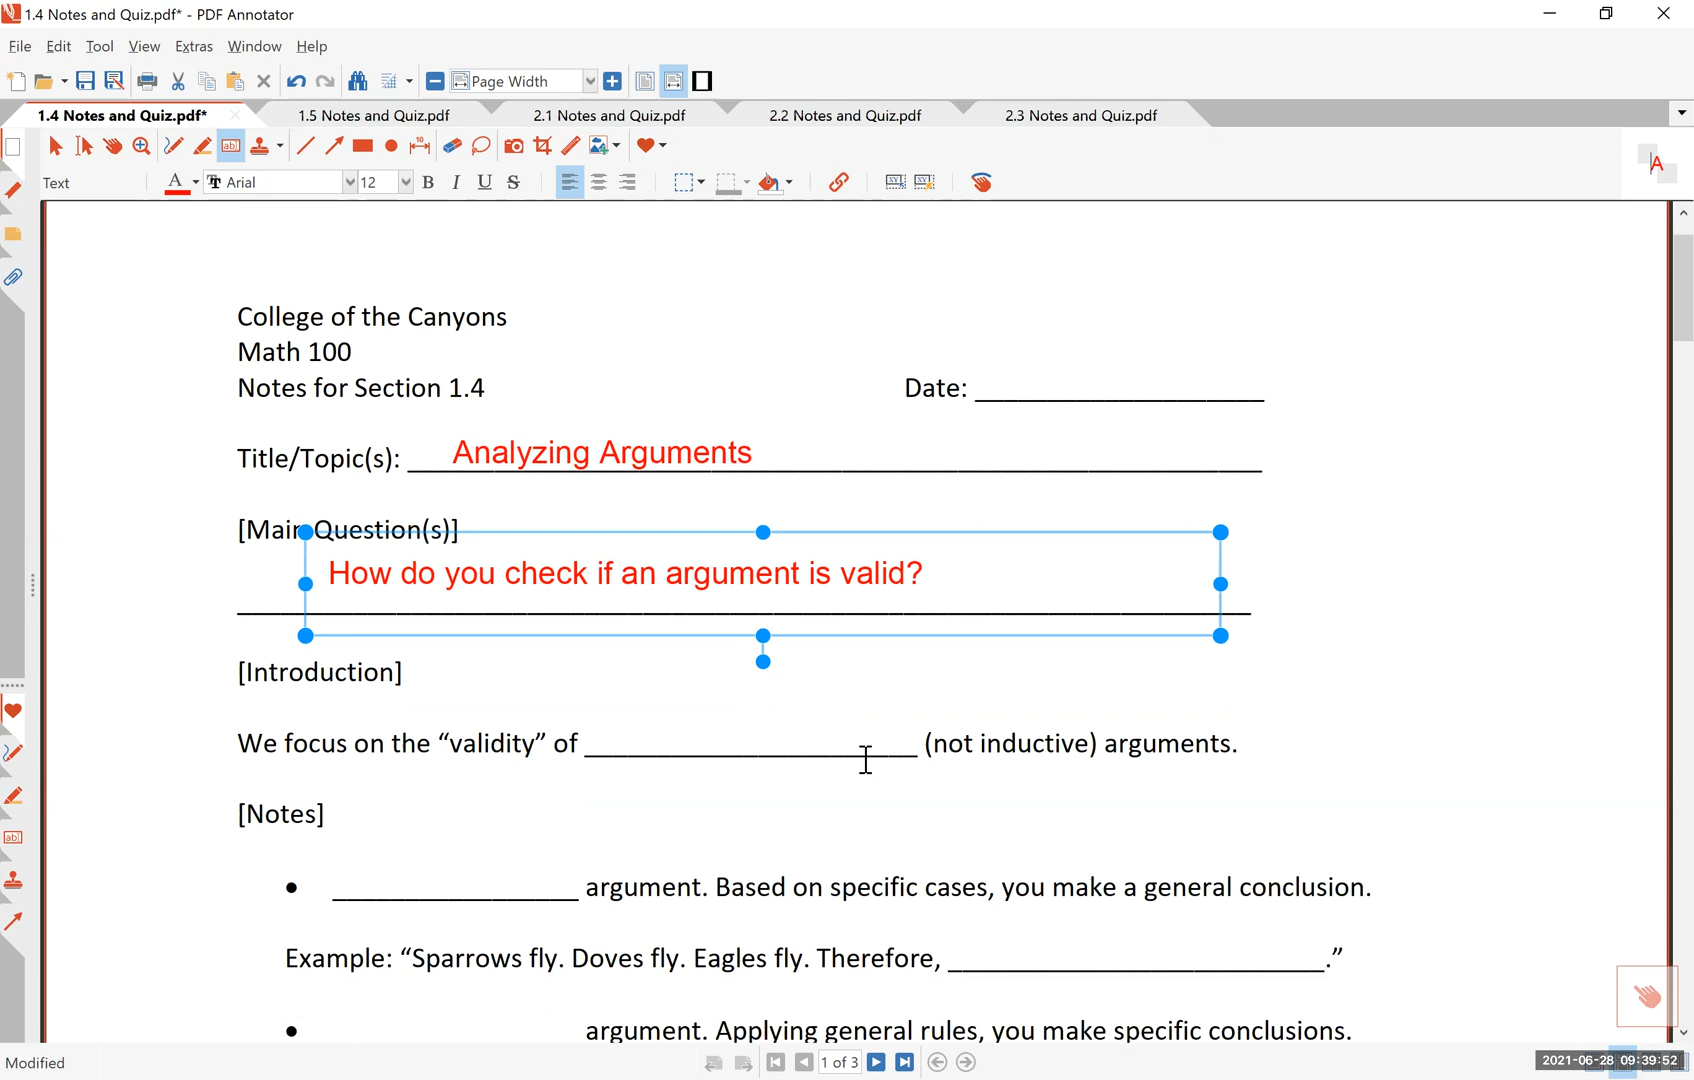 1.4 Notes and Quiz.pdf* - PDF Annotator
File Edit Tool View Extras Window Help
Page Width
1.4 Notes and Quiz.pdf* 1.5 Notes and Quiz.pdf 2.1 Notes and Quiz.pdf 2.2 Notes and Quiz.pdf 2.3 Notes and Quiz.pdf
Text A Arial 12 B I U S
College of the Canyons
Math 100
Notes for Section 1.4 Date: ____________________
Title/Topic(s): Analyzing Arguments
[Main Question(s)]
How do you check if an argument is valid?
[Introduction]
We focus on the “validity” of ____________________ (not inductive) arguments.
[Notes]
• ________________ argument. Based on specific cases, you make a general conclusion.
Example: “Sparrows fly. Doves fly. Eagles fly. Therefore, _________________________.”
• argument. Applying general rules, you make specific conclusions.
Modified 1 of 3 2021-06-28 09:39:52